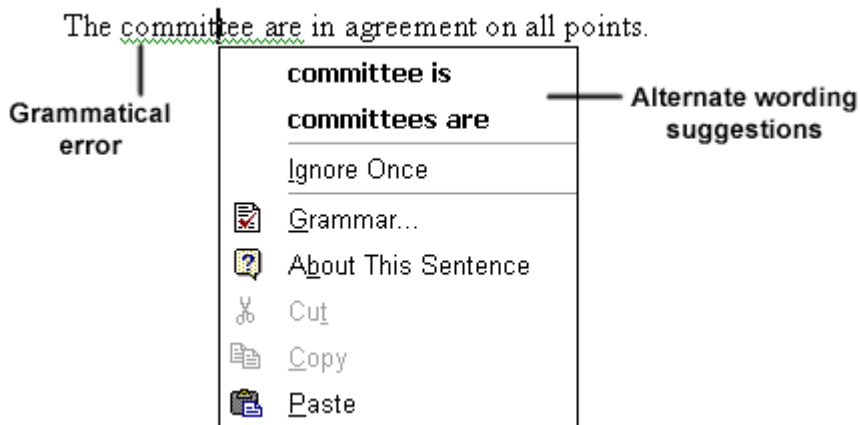 The committee are in agreement on all points.
committee is
committees are
Grammatical
error
Alternate wording
suggestions
Ignore Once
Grammar...
About This Sentence
Cut
Copy
Paste